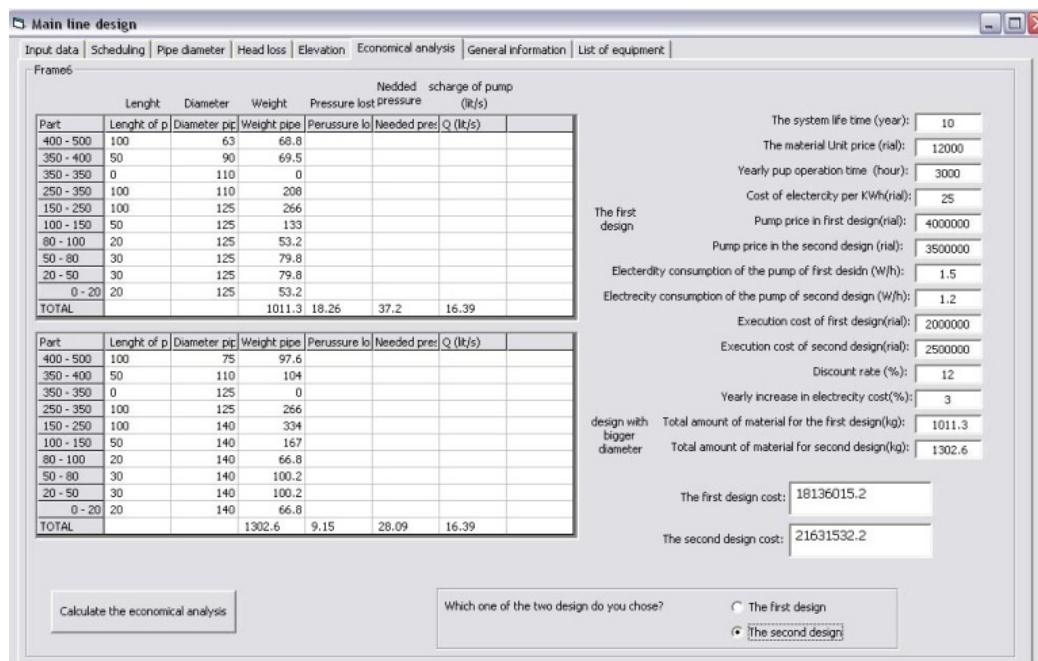 Main line design
Input data Scheduling Pipe diameter Head loss Elevation Economical analysis General information List of equipment
Frame6
Lenght Diameter Weight Pressure lost Nedded pressure scharge of pump (lit/s)
Part Lenght of p Diameter pip Weight pipe Perussure lo Needed pres Q (lit/s)
400 - 500 100 63 68.8
350 - 400 50 90 69.5
350 - 350 0 110 0
250 - 350 100 110 208
150 - 250 100 125 266
100 - 150 50 125 133
80 - 100 20 125 53.2
50 - 80 30 125 79.8
20 - 50 30 125 79.8
0 - 20 20 125 53.2
TOTAL 1011.3 18.26 37.2 16.39
The first
design
Part Lenght of p Diameter pip Weight pipe Perussure lo Needed pres Q (lit/s)
400 - 500 100 75 97.6
350 - 400 50 110 104
350 - 350 0 125 0
250 - 350 100 125 266
150 - 250 100 140 334
100 - 150 50 140 167
80 - 100 20 140 66.8
50 - 80 30 140 100.2
20 - 50 30 140 100.2
0 - 20 20 140 66.8
TOTAL 1302.6 9.15 28.09 16.39
design with
bigger
diameter
The system life time (year): 10
The material Unit price (rial): 12000
Yearly pup operation time (hour): 3000
Cost of electercity per KWh(rial): 25
Pump price in first design(rial): 4000000
Pump price in the second design (rial): 3500000
Electerdity consumption of the pump of first desidn (W/h): 1.5
Electrecity consumption of the pump of second design (W/h): 1.2
Execution cost of first design(rial): 2000000
Execution cost of second design(rial): 2500000
Discount rate (%): 12
Yearly increase in electrecity cost(%): 3
Total amount of material for the first design(kg): 1011.3
Total amount of material for second design(kg): 1302.6
The first design cost: 18136015.2
The second design cost: 21631532.2
Calculate the economical analysis
Which one of the two design do you chose?
The first design
The second design